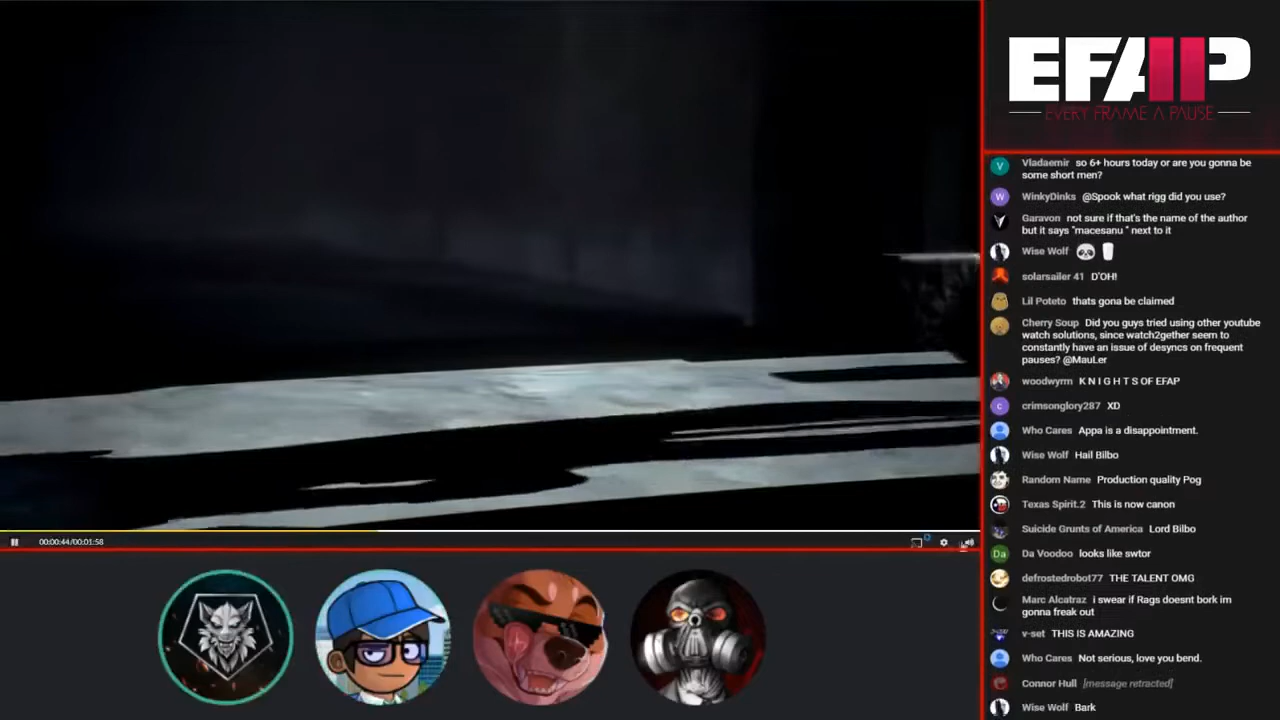 EFAP
EVERY FRAME A PAUSE
Vladaemir so 6+ hours today or are you gonna be
some short men?
WinkyDinks @Spook what rigg did you use?
Garavon not sure if that's the name of the author
but it says "macesanu " next to it
Wise Wolf
solarsailer 41 D'OH!
Lil Poteto thats gona be claimed
Cherry Soup Did you guys tried using other youtube
watch solutions, since watch2gether seem to
constantly have an issue of desyncs on frequent
pauses? @MauLer
woodwyrm K N I G H T S OF EFAP
crimsonglory287 XD
Who Cares Appa is a disappointment.
Wise Wolf Hail Bilbo
Random Name Production quality Pog
Texas Spirit.2 This is now canon
Suicide Grunts of America Lord Bilbo
Da Voodoo looks like swtor
defrostedrobot77 THE TALENT OMG
Marc Alcatraz i swear if Rags doesnt bork im
gonna freak out
v-set THIS IS AMAZING
Who Cares Not serious, love you bend.
Connor Hull [message retracted]
Wise Wolf Bark
V
W
c
Da
00:00:44/00:01:58